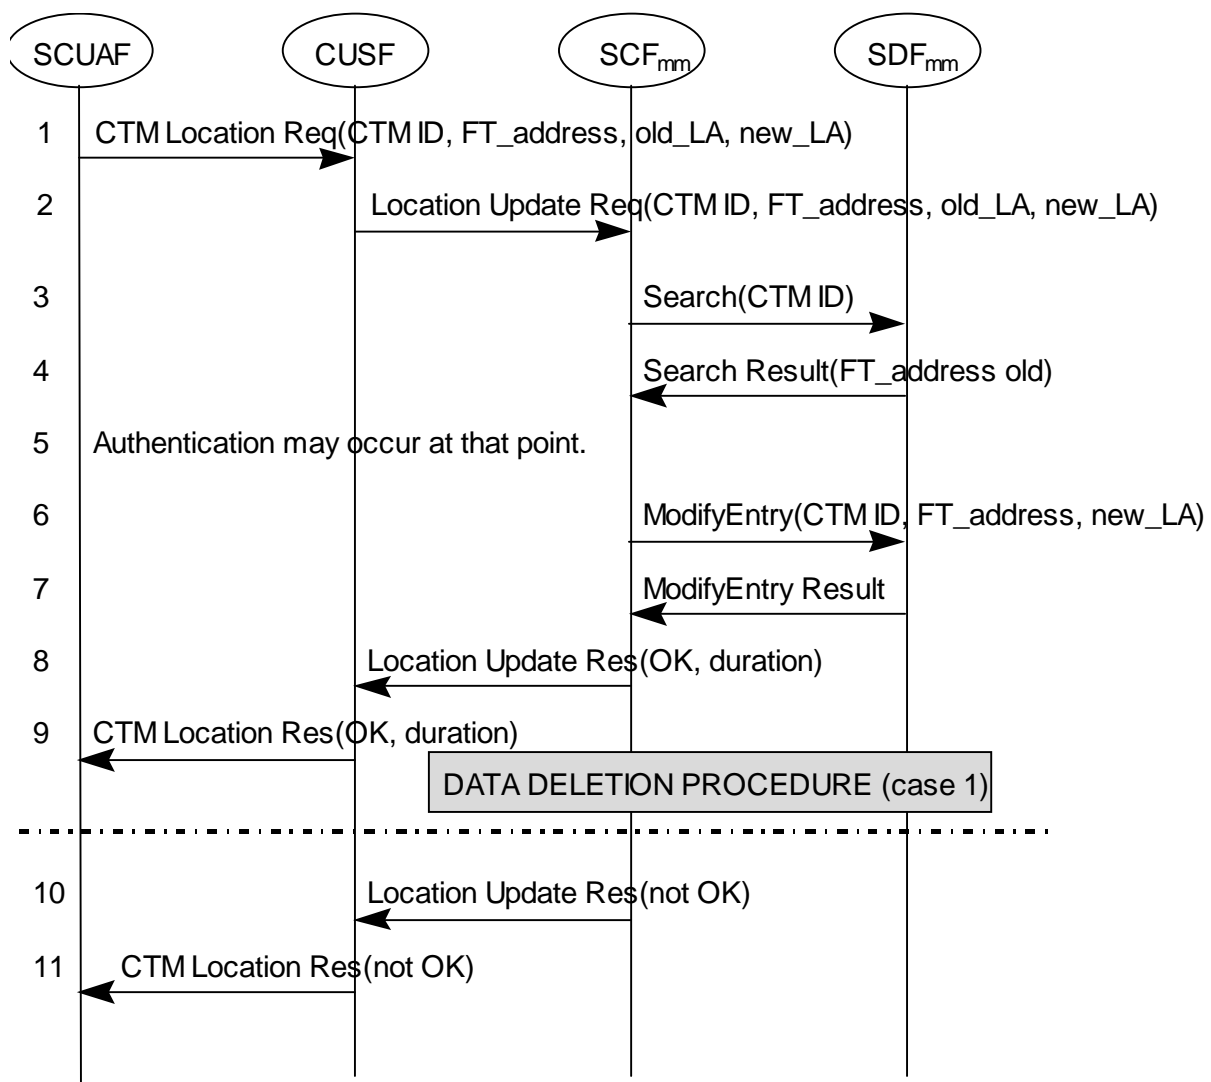 SCUAF CUSF SCFmm SDFmm
1 CTM Location Req(CTM ID, FT_address, old_LA, new_LA)
2 Location Update Req(CTM ID, FT_address, old_LA, new_LA)
3 Search(CTM ID)
4 Search Result(FT_address old)
5 Authentication may occur at that point.
6 ModifyEntry(CTM ID, FT_address, new_LA)
7 ModifyEntry Result
8 Location Update Res(OK, duration)
9 CTM Location Res(OK, duration)
DATA DELETION PROCEDURE (case 1)
10 Location Update Res(not OK)
11 CTM Location Res(not OK)